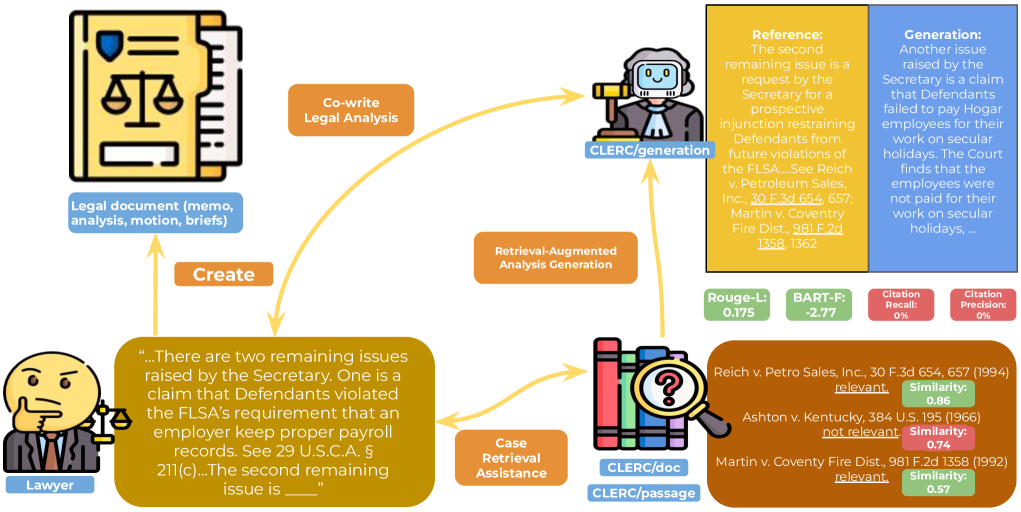 Co-write
Legal Analysis
CLERC/generation
Reference:
The second
remaining issue is a
request by the
Secretary for a
prospective
injunction restraining
Defendants from
future violations of
the FLSA....See Reich
v. Petroleum Sales,
Inc., 30 F.3d 654, 657;
Martin v. Coventry
Fire Dist., 981 F.2d
1358, 1362
Generation:
Another issue
raised by the
Secretary is a claim
that Defendants
failed to pay Hogar
employees for their
work on secular
holidays. The Court
finds that the
employees were
not paid for their
work on secular
holidays, ...
Legal document (memo,
analysis, motion, briefs)
Create
Retrieval-Augmented
Analysis Generation
Rouge-L:
0.175
BART-F:
-2.77
Citation
Recall:
0%
Citation
Precision:
0%
Lawyer
“...There are two remaining issues
raised by the Secretary. One is a
claim that Defendants violated
the FLSA’s requirement that an
employer keep proper payroll
records. See 29 U.S.C.A. §
211(c)...The second remaining
issue is ____”
Case
Retrieval
Assistance
?
CLERC/doc
CLERC/passage
Reich v. Petro Sales, Inc., 30 F.3d 654, 657 (1994)
relevant.
Similarity:
0.86
Ashton v. Kentucky, 384 U.S. 195 (1966)
not relevant.
Similarity:
0.74
Martin v. Coventy Fire Dist., 981 F.2d 1358 (1992)
relevant.
Similarity:
0.57